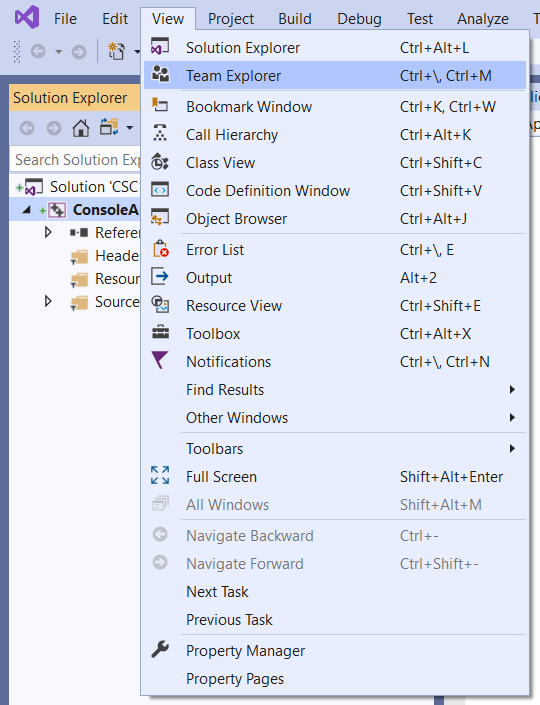 File Edit View Project Build Debug Test Analyze
Solution Explorer
Search Solution
Solution 'CSC
ConsoleA
Refere
Heade
Resour
Source
Solution Explorer Ctrl+Alt+L
Team Explorer Ctrl+\, Ctrl+M
Bookmark Window Ctrl+K, Ctrl+W
Call Hierarchy Ctrl+Alt+K
Class View Ctrl+Shift+C
Code Definition Window Ctrl+Shift+V
Object Browser Ctrl+Alt+J
Error List Ctrl+\, E
Output Alt+2
Resource View Ctrl+Shift+E
Toolbox Ctrl+Alt+X
Notifications Ctrl+\, Ctrl+N
Find Results
Other Windows
Toolbars
Full Screen Shift+Alt+Enter
All Windows Shift+Alt+M
Navigate Backward Ctrl+-
Navigate Forward Ctrl+Shift+-
Next Task
Previous Task
Property Manager
Property Pages